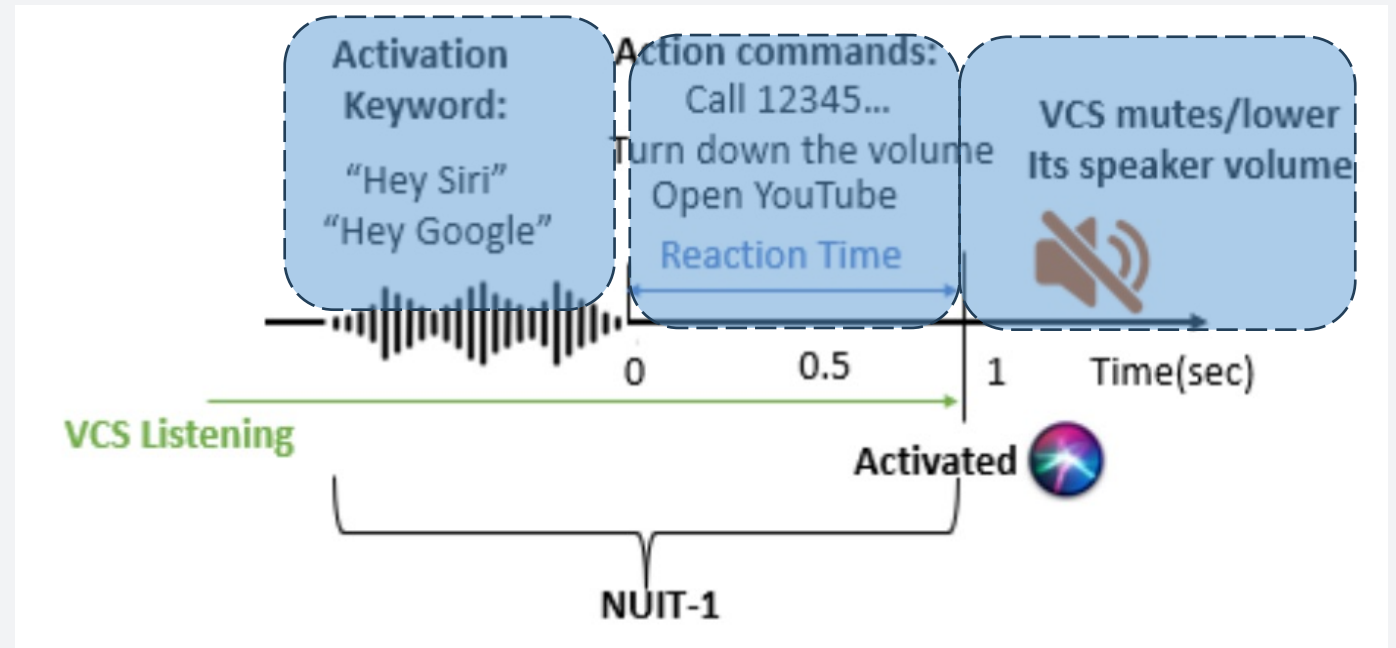 Activation
Keyword:
“Hey Siri”
“Hey Google”
Action commands:
Call 12345...
Turn down the volume
Open YouTube
Reaction Time
VCS mutes/lower
Its speaker volume
0
0.5
1
Time(sec)
VCS Listening
Activated
NUIT-1